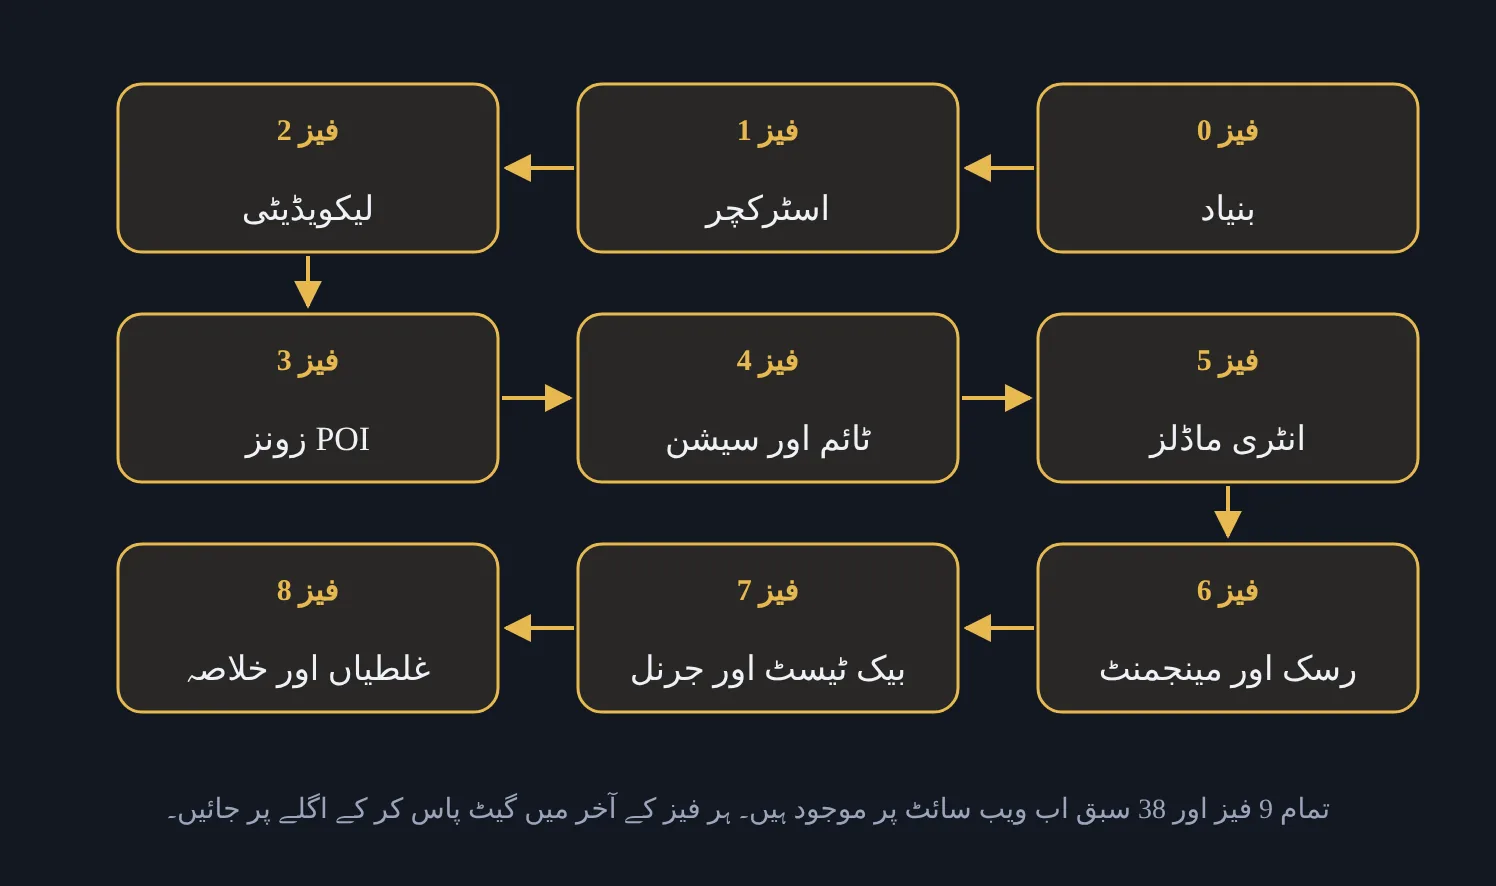 فیز 0
بنیاد
فیز 1
اسٹرکچر
فیز 2
لیکویڈیٹی
فیز 3
POI زونز
فیز 4
ٹائم اور سیشن
فیز 5
انٹری ماڈلز
فیز 6
رسک اور مینجمنٹ
فیز 7
بیک ٹیسٹ اور جرنل
فیز 8
غلطیاں اور خلاصہ
تمام 9 فیز اور 38 سبق اب ویب سائٹ پر موجود ہیں۔ ہر فیز کے آخر میں گیٹ پاس کر کے اگلے پر جائیں۔